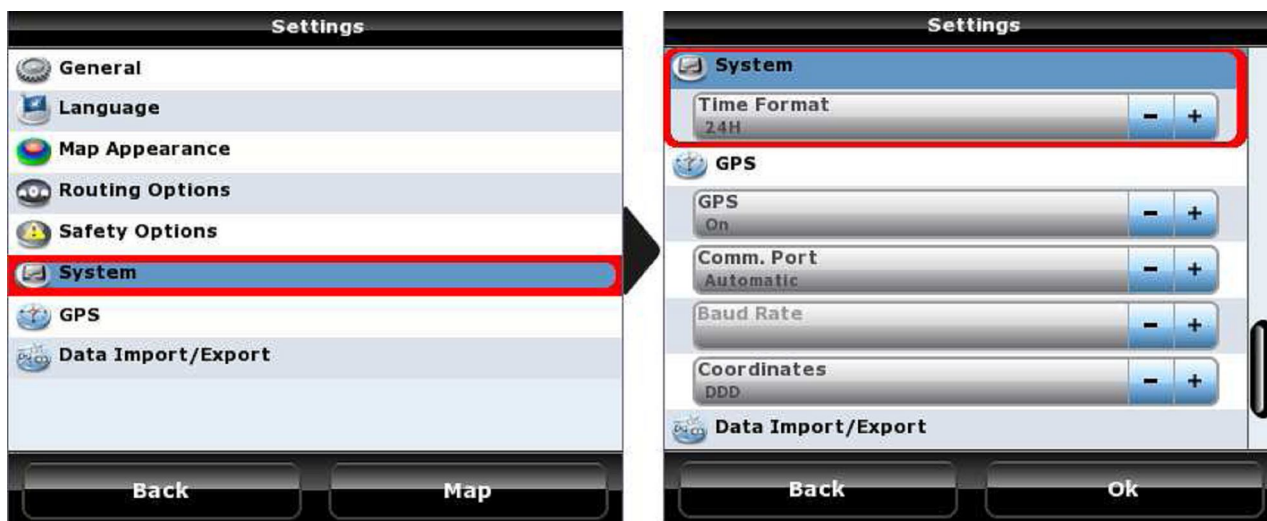 Settings
General
Language
Map Appearance
Routing Options
Safety Options
System
GPS
Data Import/Export
Back
Map
Settings
System
Time Format
24H
- +
GPS
GPS
On
- +
Comm. Port
Automatic
- +
Baud Rate
- +
Coordinates
DDD
- +
Data Import/Export
Back
Ok